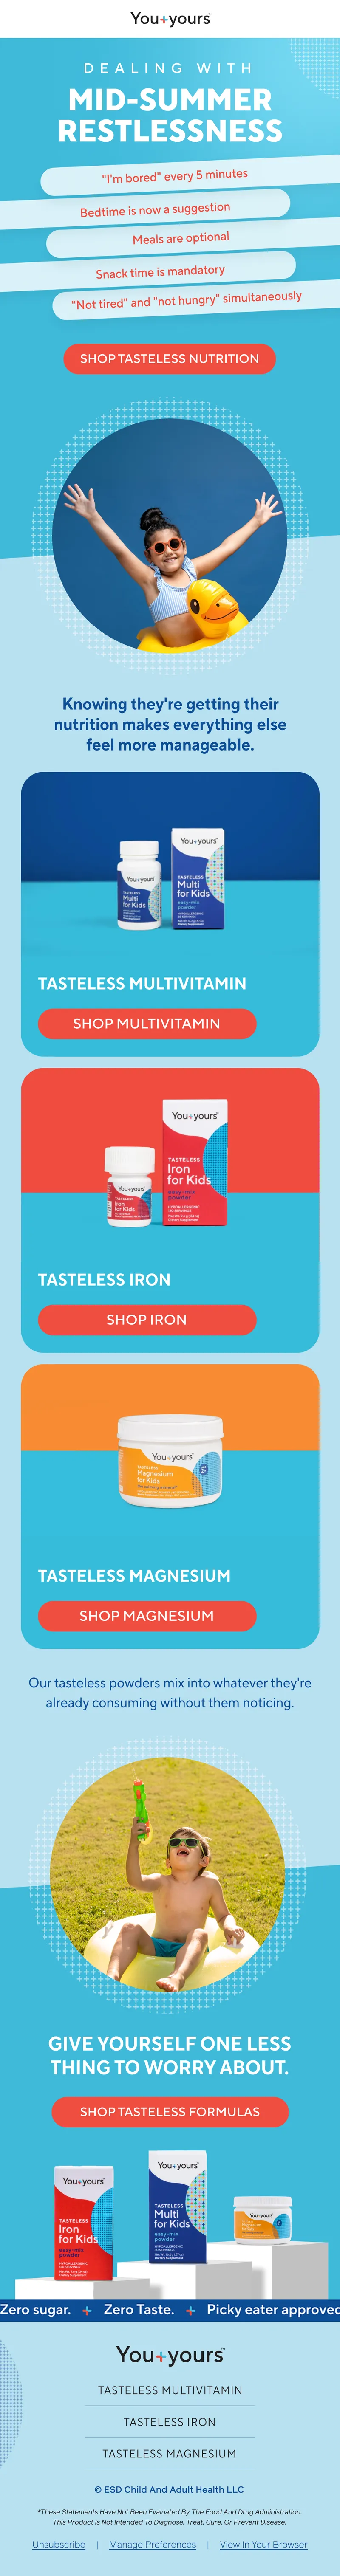 You+yours™
DEALING WITH
MID-SUMMER
RESTLESSNESS
"I'm bored" every 5 minutes
Bedtime is now a suggestion
Meals are optional
Snack time is mandatory
"Not tired" and "not hungry" simultaneously
SHOP TASTELESS NUTRITION
Knowing they're getting their
nutrition makes everything else
feel more manageable.
You+yours
TASTELESS
Multi
for Kids
You+yours
TASTELESS
Multi
for Kids
easy-mix
powder
HYPOALLERGENIC
TASTELESS MULTIVITAMIN
SHOP MULTIVITAMIN
You+yours
TASTELESS
Iron
for Kids
easy-mix
powder
HYPOALLERGENIC
You+yours
TASTELESS
Iron
for Kids
TASTELESS IRON
SHOP IRON
You+yours
TASTELESS
Magnesium
for Kids
TASTELESS MAGNESIUM
SHOP MAGNESIUM
Our tasteless powders mix into whatever they're
already consuming without them noticing.
GIVE YOURSELF ONE LESS
THING TO WORRY ABOUT.
SHOP TASTELESS FORMULAS
You+yours
TASTELESS
Iron
for Kids
easy-mix
powder
HYPOALLERGENIC
You+yours
TASTELESS
Multi
for Kids
easy-mix
powder
HYPOALLERGENIC
You+yours
Zero sugar. + Zero Taste. + Picky eater approved
You+yours™
TASTELESS MULTIVITAMIN
TASTELESS IRON
TASTELESS MAGNESIUM
© ESD Child And Adult Health LLC
*These Statements Have Not Been Evaluated By The Food And Drug Administration.
This Product Is Not Intended To Diagnose, Treat, Cure, Or Prevent Disease.
Unsubscribe | Manage Preferences | View In Your Browser